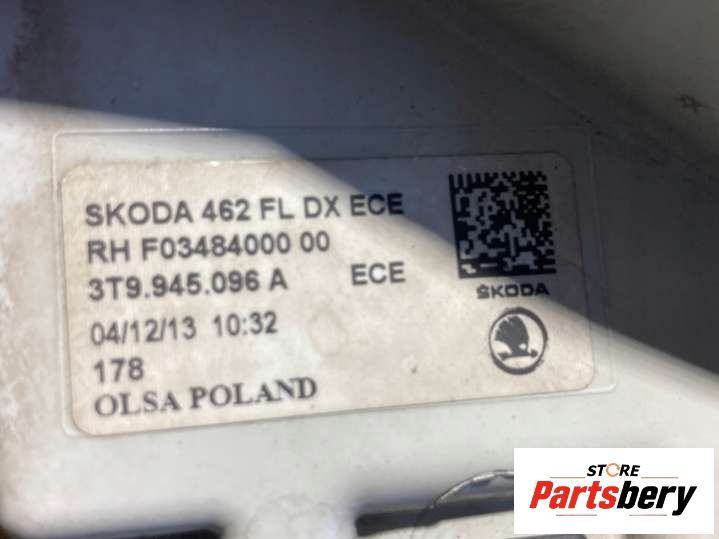 SKODA 462 FL DX ECE
RH F03484000 00
3T9.945.096 A ECE
ŠKODA
04/12/13 10:32
178
OLSA POLAND
STORE
Partsbery